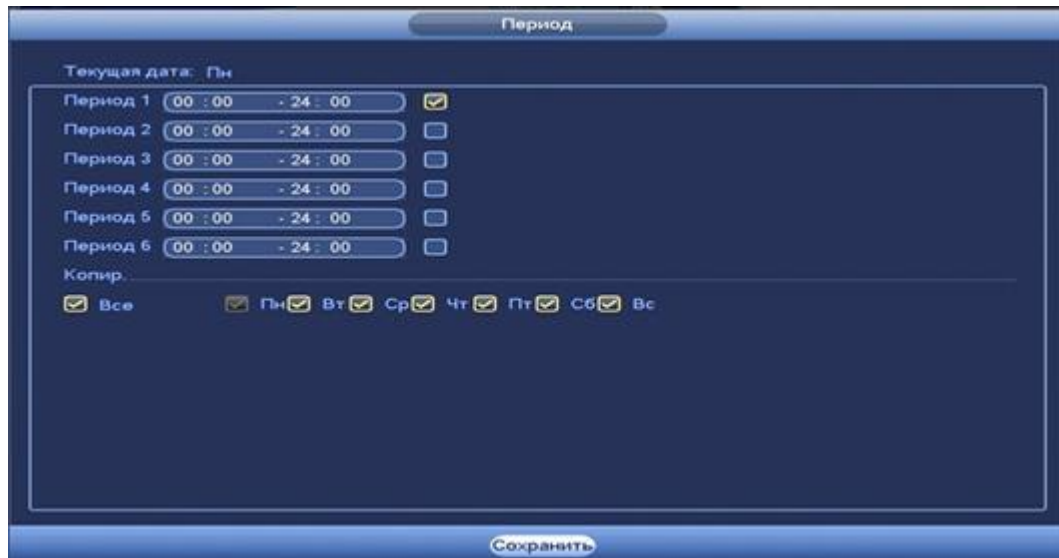 Период
Текущая дата: Пн
Период 1 00 : 00 - 24 : 00
Период 2 00 : 00 - 24 : 00
Период 3 00 : 00 - 24 : 00
Период 4 00 : 00 - 24 : 00
Период 5 00 : 00 - 24 : 00
Период 6 00 : 00 - 24 : 00
Копир.
Все Пн Вт Ср Чт Пт Сб Вс
Сохранить